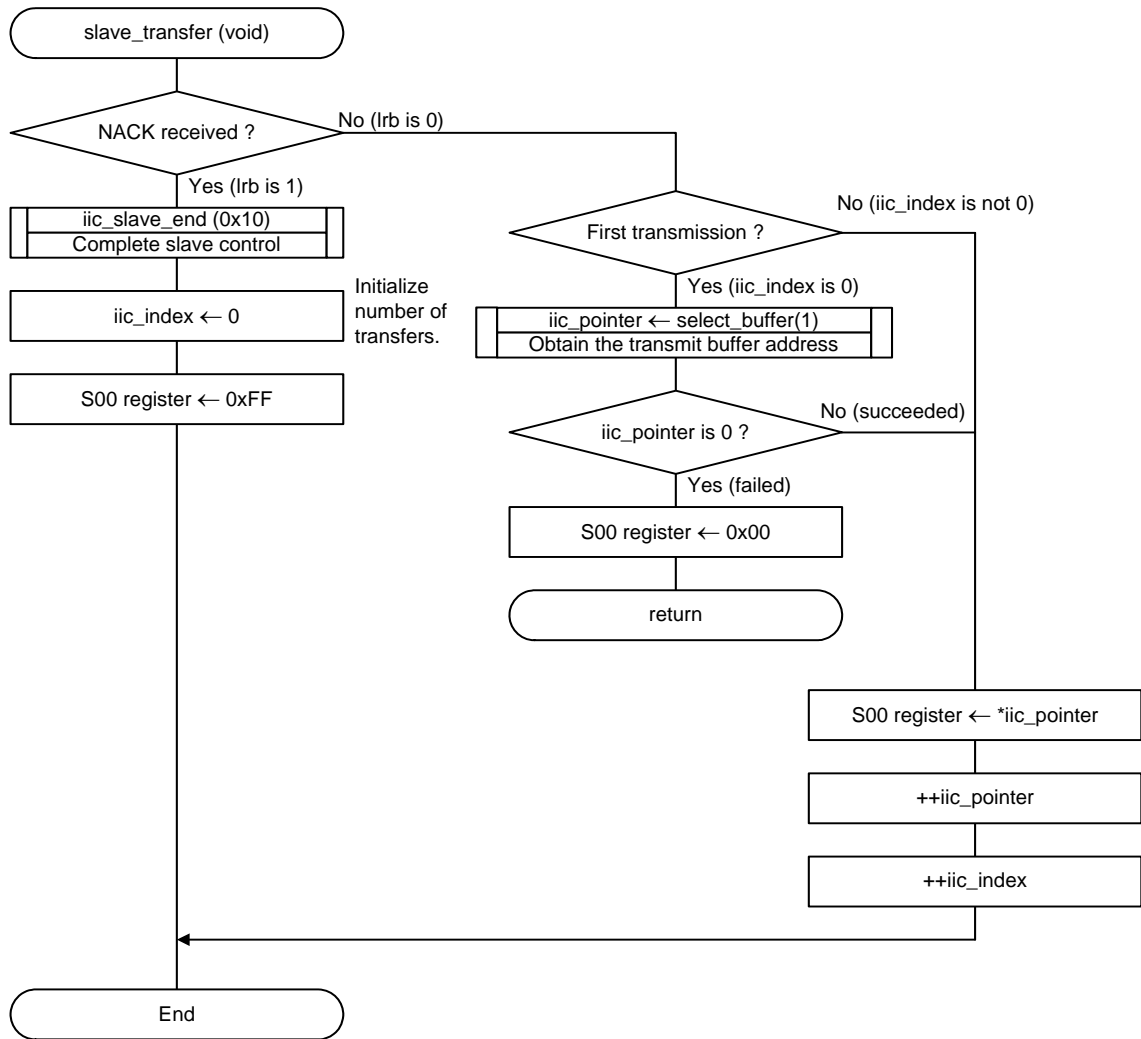 slave_transfer (void)
NACK received ?
No (lrb is 0)
Yes (lrb is 1)
iic_slave_end (0x10)
Complete slave control
iic_index ← 0
Initialize
number of
transfers.
S00 register ← 0xFF
First transmission ?
No (iic_index is not 0)
Yes (iic_index is 0)
iic_pointer ← select_buffer(1)
Obtain the transmit buffer address
iic_pointer is 0 ?
No (succeeded)
Yes (failed)
S00 register ← 0x00
return
S00 register ← *iic_pointer
++iic_pointer
++iic_index
End